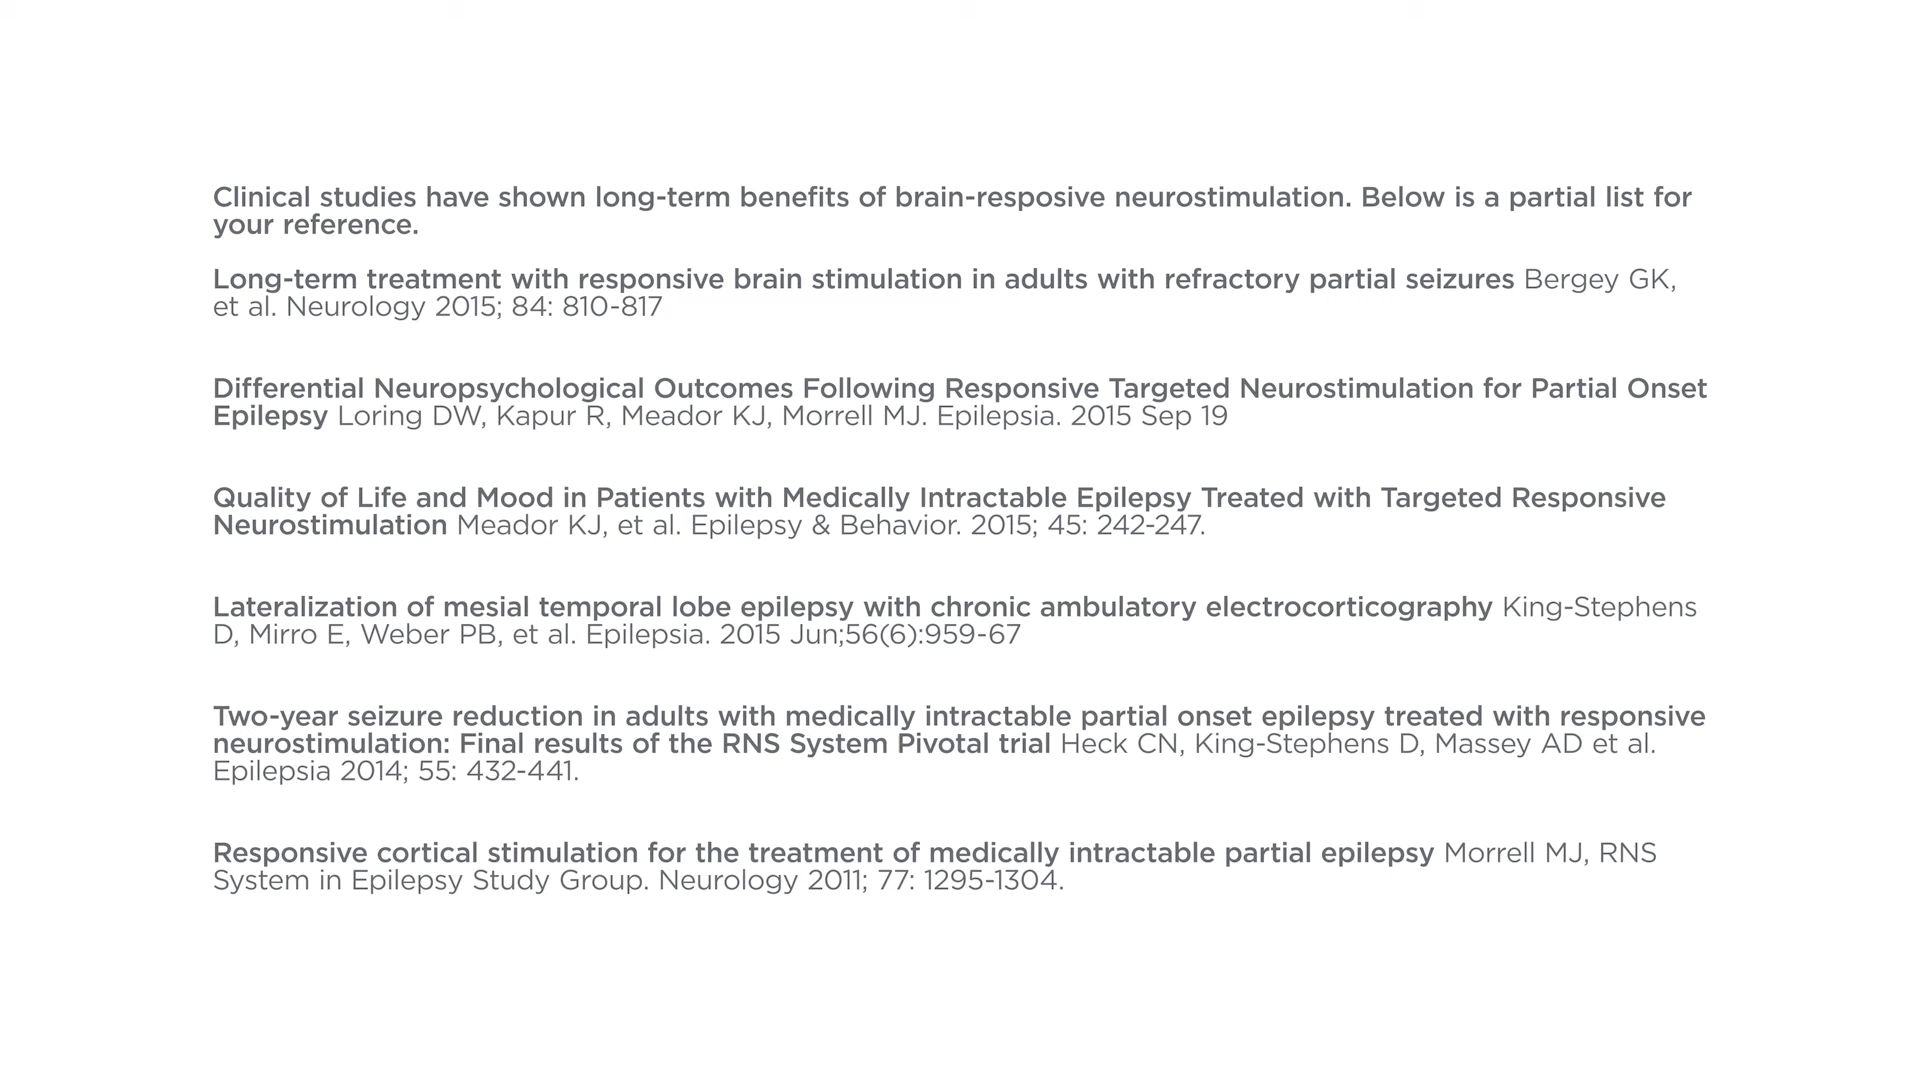 Clinical studies have shown long-term benefits of brain-resposive neurostimulation. Below is a partial list for
your reference.
Long-term treatment with responsive brain stimulation in adults with refractory partial seizures Bergey GK,
et al. Neurology 2015; 84: 810-817
Differential Neuropsychological Outcomes Following Responsive Targeted Neurostimulation for Partial Onset
Epilepsy Loring DW, Kapur R, Meador KJ, Morrell MJ. Epilepsia. 2015 Sep 19
Quality of Life and Mood in Patients with Medically Intractable Epilepsy Treated with Targeted Responsive
Neurostimulation Meador KJ, et al. Epilepsy & Behavior. 2015; 45: 242-247.
Lateralization of mesial temporal lobe epilepsy with chronic ambulatory electrocorticography King-Stephens
D, Mirro E, Weber PB, et al. Epilepsia. 2015 Jun;56(6):959-67
Two-year seizure reduction in adults with medically intractable partial onset epilepsy treated with responsive
neurostimulation: Final results of the RNS System Pivotal trial Heck CN, King-Stephens D, Massey AD et al.
Epilepsia 2014; 55: 432-441.
Responsive cortical stimulation for the treatment of medically intractable partial epilepsy Morrell MJ, RNS
System in Epilepsy Study Group. Neurology 2011; 77: 1295-1304.